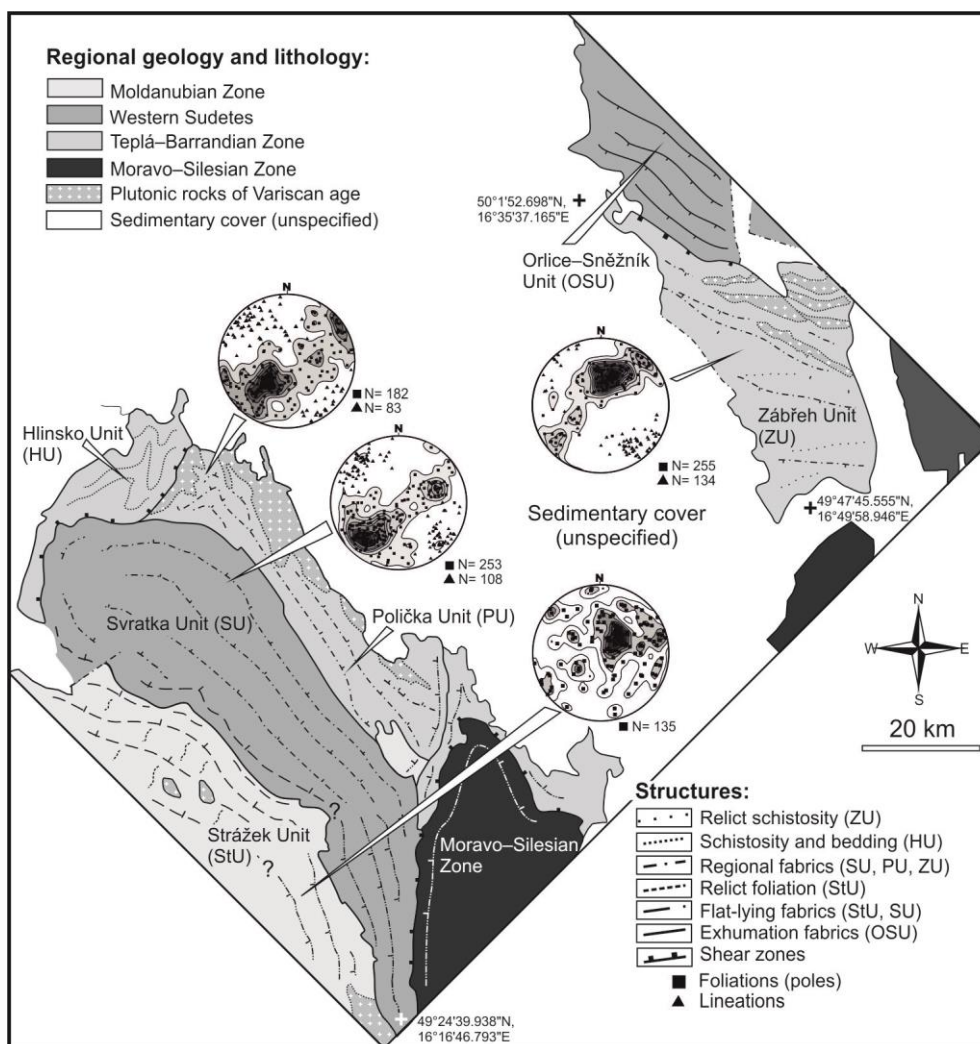 Regional geology and lithology:
Moldanubian Zone
Western Sudetes
Teplá–Barrandian Zone
Moravo–Silesian Zone
Plutonic rocks of Variscan age
Sedimentary cover (unspecified)
50°1'52.698"N,
16°35'37.165"E
Orlice–Sněžník
Unit (OSU)
N
N= 182
N= 83
N
N= 255
N= 134
Zábřeh Unit
(ZU)
Hlinsko Unit
(HU)
N
N= 253
N= 108
Sedimentary cover
(unspecified)
49°47'45.555"N,
16°49'58.946"E
Svratka Unit (SU)
Polička Unit (PU)
N
N= 135
N
W E
S
20 km
?
Strážek Unit
(StU)
?
Moravo–Silesian
Zone
49°24'39.938"N,
16°16'46.793"E
Structures:
Relict schistosity (ZU)
Schistosity and bedding (HU)
Regional fabrics (SU, PU, ZU)
Relict foliation (StU)
Flat-lying fabrics (StU, SU)
Exhumation fabrics (OSU)
Shear zones
Foliations (poles)
Lineations